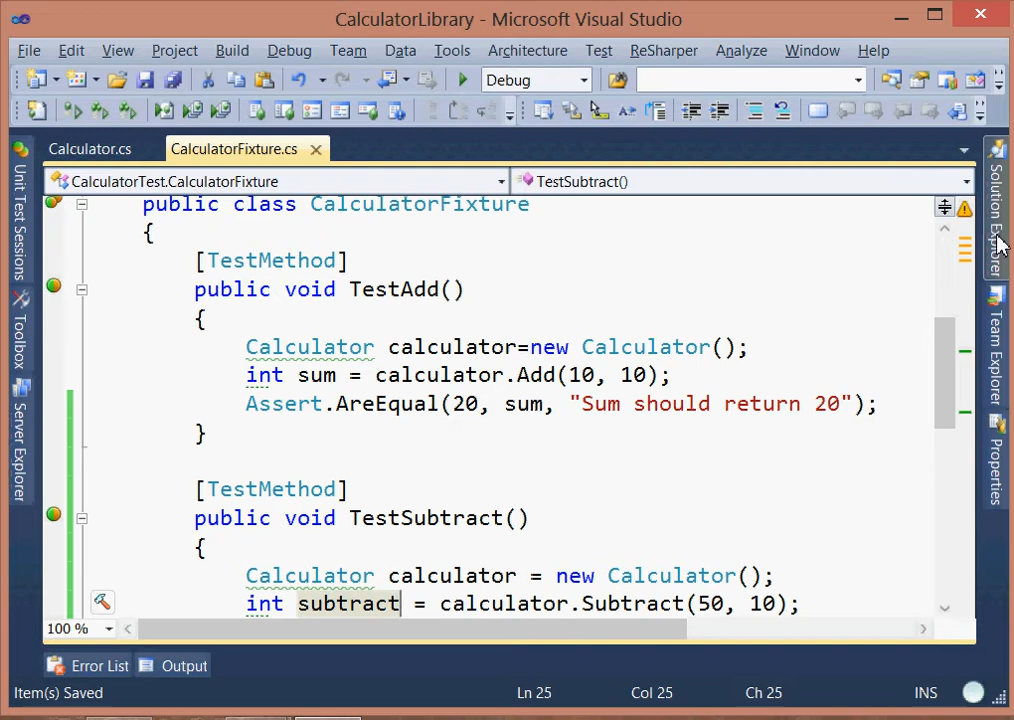 CalculatorLibrary - Microsoft Visual Studio
File Edit View Project Build Debug Team Data Tools Architecture Test ReSharper Analyze Window Help
Debug
Calculator.cs CalculatorFixture.cs
CalculatorTest.CalculatorFixture TestSubtract()
public class CalculatorFixture
{
[TestMethod]
public void TestAdd()
{
Calculator calculator=new Calculator();
int sum = calculator.Add(10, 10);
Assert.AreEqual(20, sum, "Sum should return 20");
}
[TestMethod]
public void TestSubtract()
{
Calculator calculator = new Calculator();
int subtract = calculator.Subtract(50, 10);
100 %
Unit Test Sessions
Toolbox
Server Explorer
Solution Explorer
Team Explorer
Properties
Error List Output
Item(s) Saved Ln 25 Col 25 Ch 25 INS